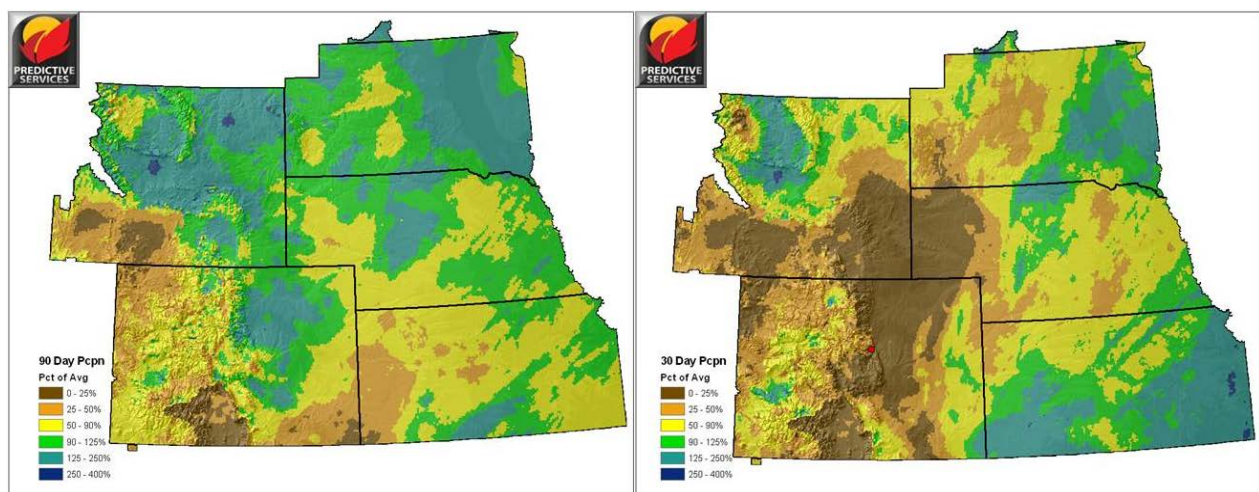 PREDICTIVE
SERVICES
90 Day Pcpn
Pct of Avg
0 - 25%
25 - 50%
50 - 90%
90 - 125%
125 - 250%
250 - 400%
PREDICTIVE
SERVICES
30 Day Pcpn
Pct of Avg
0 - 25%
25 - 50%
50 - 90%
90 - 125%
125 - 250%
250 - 400%